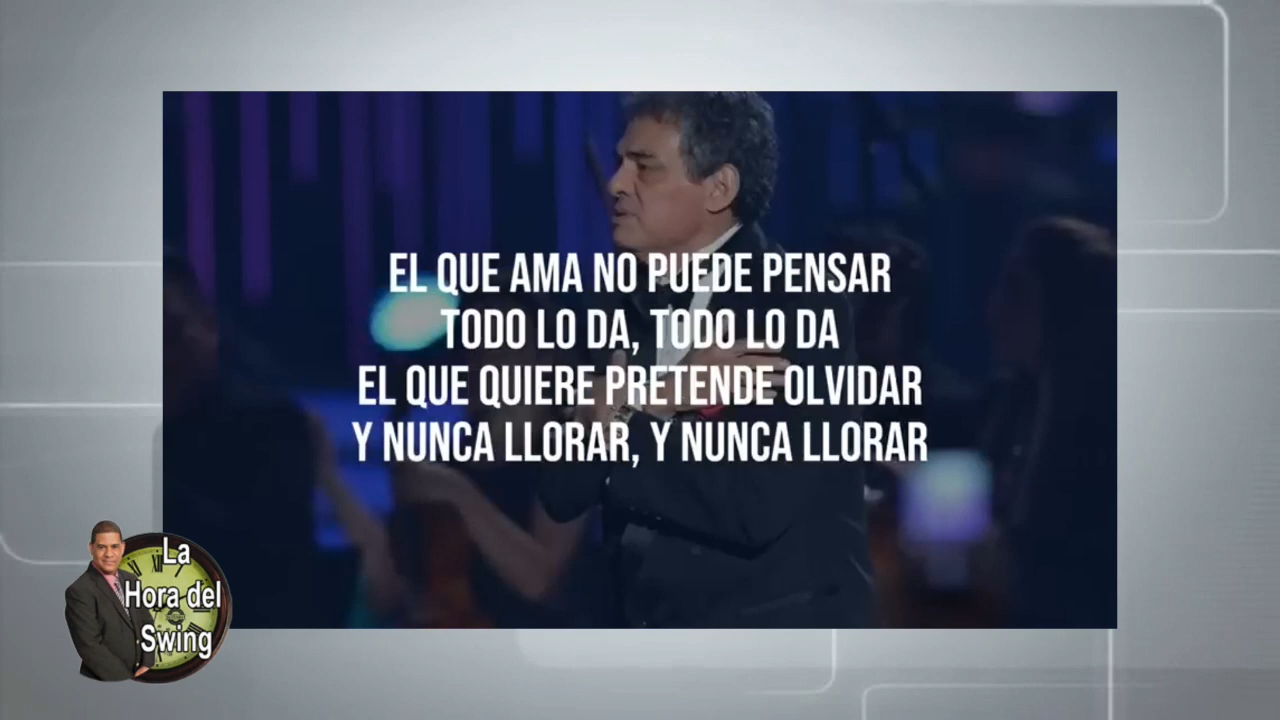 EL QUE AMA NO PUEDE PENSAR
TODO LO DA, TODO LO DA
EL QUE QUIERE PRETENDE OLVIDAR
Y NUNCA LLORAR, Y NUNCA LLORAR
La
Hora del
Swing